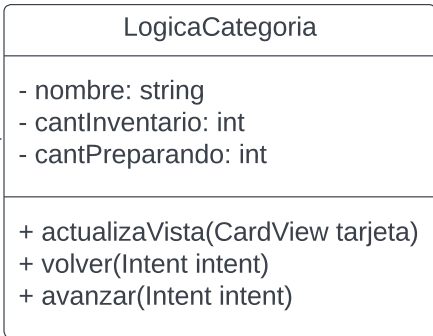 LogicaCategoria
- nombre: string
- cantInventario: int
- cantPreparando: int
+ actualizaVista(CardView tarjeta)
+ volver(Intent intent)
+ avanzar(Intent intent)